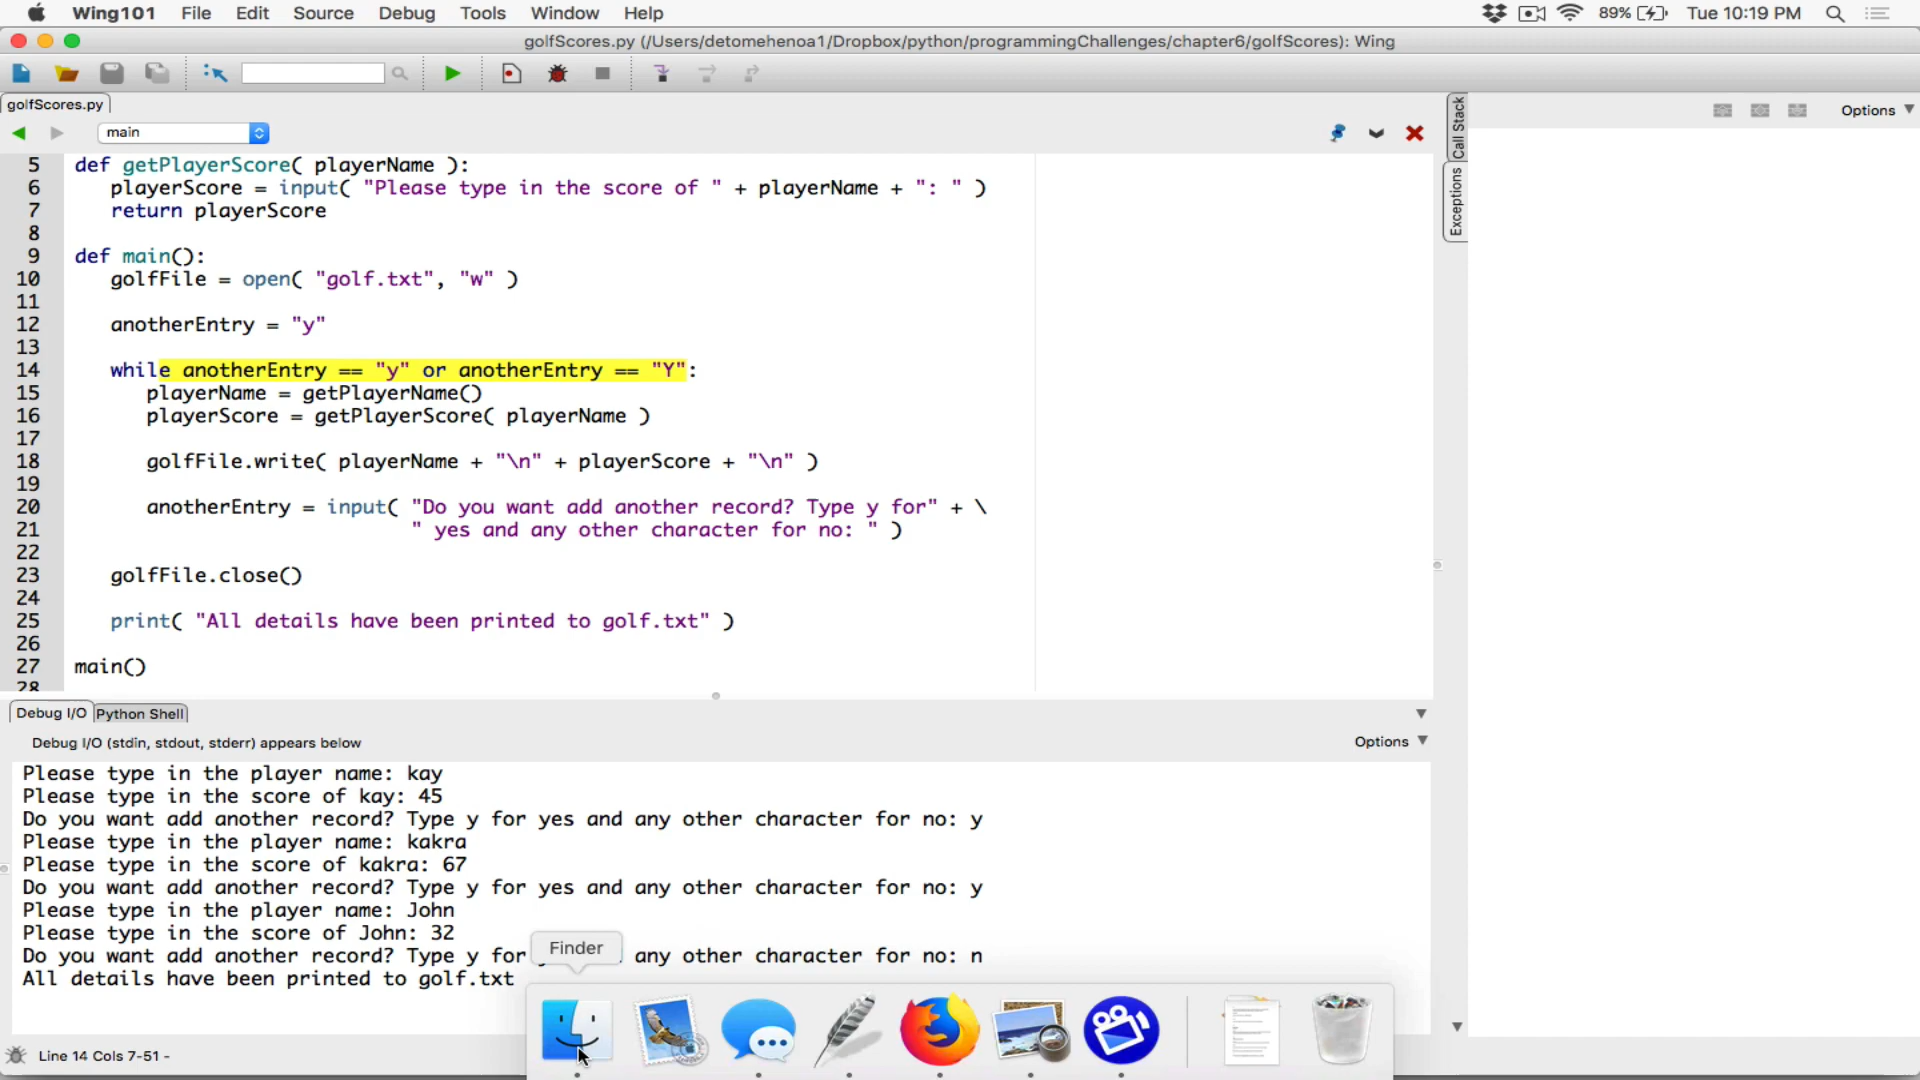 Wing101 File Edit Source Debug Tools Window Help 89% Tue 10:19 PM
golfScores.py (/Users/detomehenoa1/Dropbox/python/programmingChallenges/chapter6/golfScores): Wing
golfScores.py
Options
main
Call Stack
Exceptions
5 def getPlayerScore( playerName ):
6 playerScore = input( "Please type in the score of " + playerName + ": " )
7 return playerScore
8
9 def main():
10 golfFile = open( "golf.txt", "w" )
11
12 anotherEntry = "y"
13
14 while anotherEntry == "y" or anotherEntry == "Y":
15 playerName = getPlayerName()
16 playerScore = getPlayerScore( playerName )
17
18 golfFile.write( playerName + "\n" + playerScore + "\n" )
19
20 anotherEntry = input( "Do you want add another record? Type y for" + \
21 " yes and any other character for no: " )
22
23 golfFile.close()
24
25 print( "All details have been printed to golf.txt" )
26
27 main()
28
Debug I/O Python Shell
Debug I/O (stdin, stdout, stderr) appears below Options
Please type in the player name: kay
Please type in the score of kay: 45
Do you want add another record? Type y for yes and any other character for no: y
Please type in the player name: kakra
Please type in the score of kakra: 67
Do you want add another record? Type y for yes and any other character for no: y
Please type in the player name: John
Please type in the score of John: 32
Do you want add another record? Type y for any other character for no: n
Finder
All details have been printed to golf.txt
Line 14 Cols 7-51 -